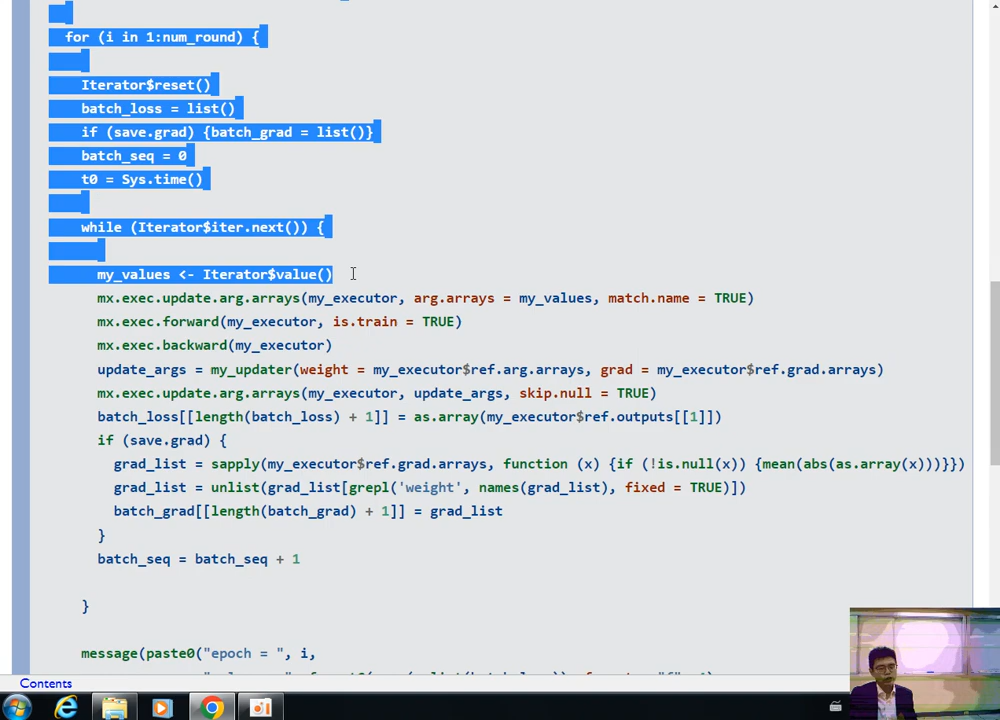 for (i in 1:num_round) {
Iterator$reset()
batch_loss = list()
if (save.grad) {batch_grad = list()}
batch_seq = 0
t0 = Sys.time()
while (Iterator$iter.next()) {
my_values <- Iterator$value()
mx.exec.update.arg.arrays(my_executor, arg.arrays = my_values, match.name = TRUE)
mx.exec.forward(my_executor, is.train = TRUE)
mx.exec.backward(my_executor)
update_args = my_updater(weight = my_executor$ref.arg.arrays, grad = my_executor$ref.grad.arrays)
mx.exec.update.arg.arrays(my_executor, update_args, skip.null = TRUE)
batch_loss[[length(batch_loss) + 1]] = as.array(my_executor$ref.outputs[[1]])
if (save.grad) {
grad_list = sapply(my_executor$ref.grad.arrays, function (x) {if (!is.null(x)) {mean(abs(as.array(x)))}})
grad_list = unlist(grad_list[grepl('weight', names(grad_list), fixed = TRUE)])
batch_grad[[length(batch_grad) + 1]] = grad_list
}
batch_seq = batch_seq + 1
}
message(paste0("epoch = ", i,
Contents